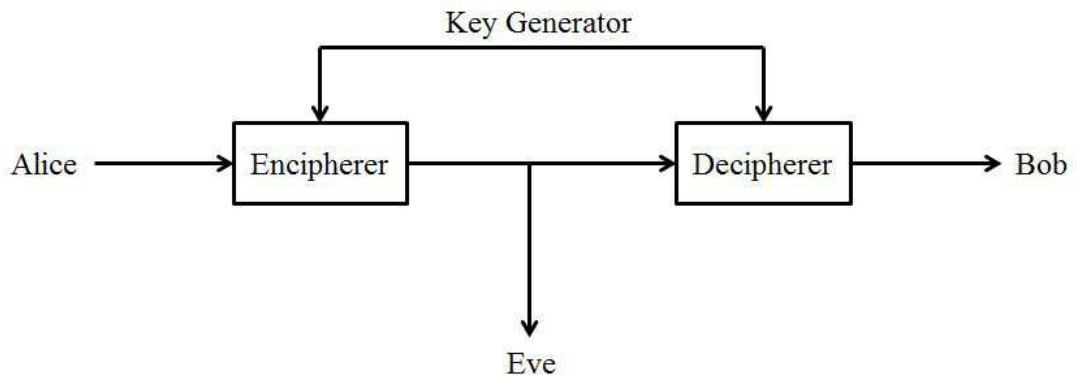 Key Generator
Alice
Encipherer
Decipherer
Bob
Eve